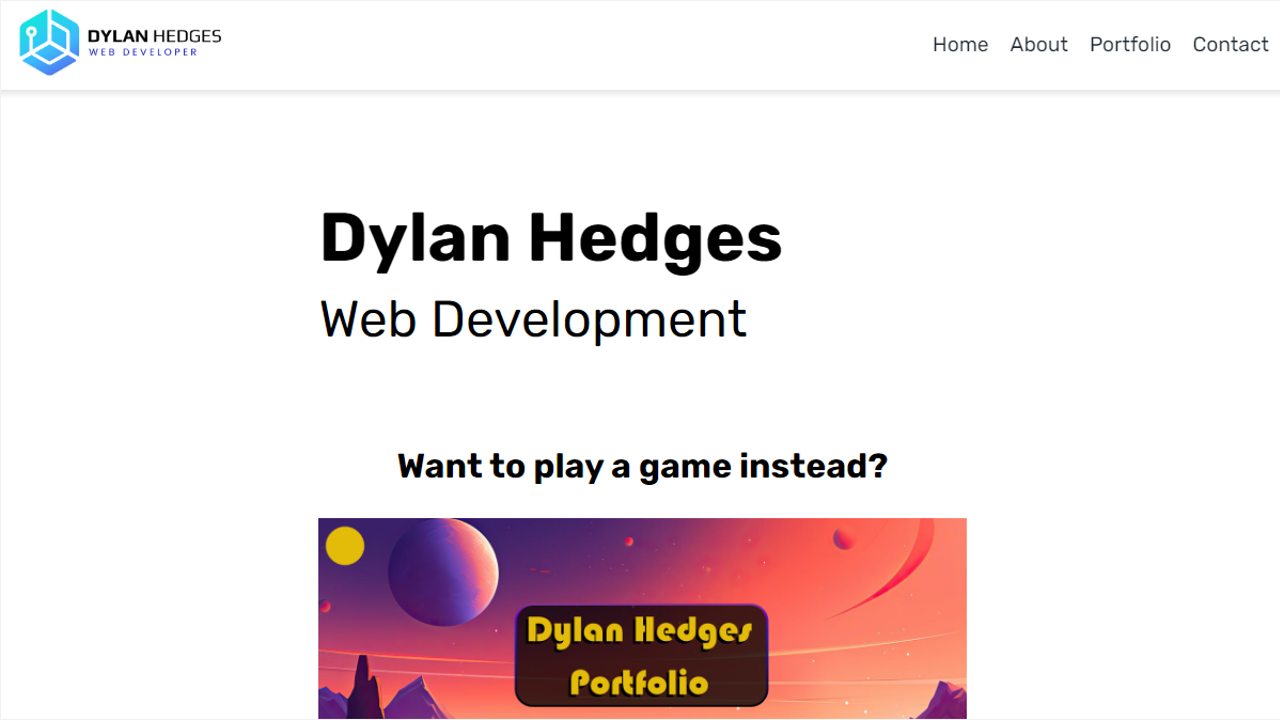 DYLAN HEDGES
WEB DEVELOPER
Home About Portfolio Contact
Dylan Hedges
Web Development
Want to play a game instead?
Dylan Hedges
Portfolio